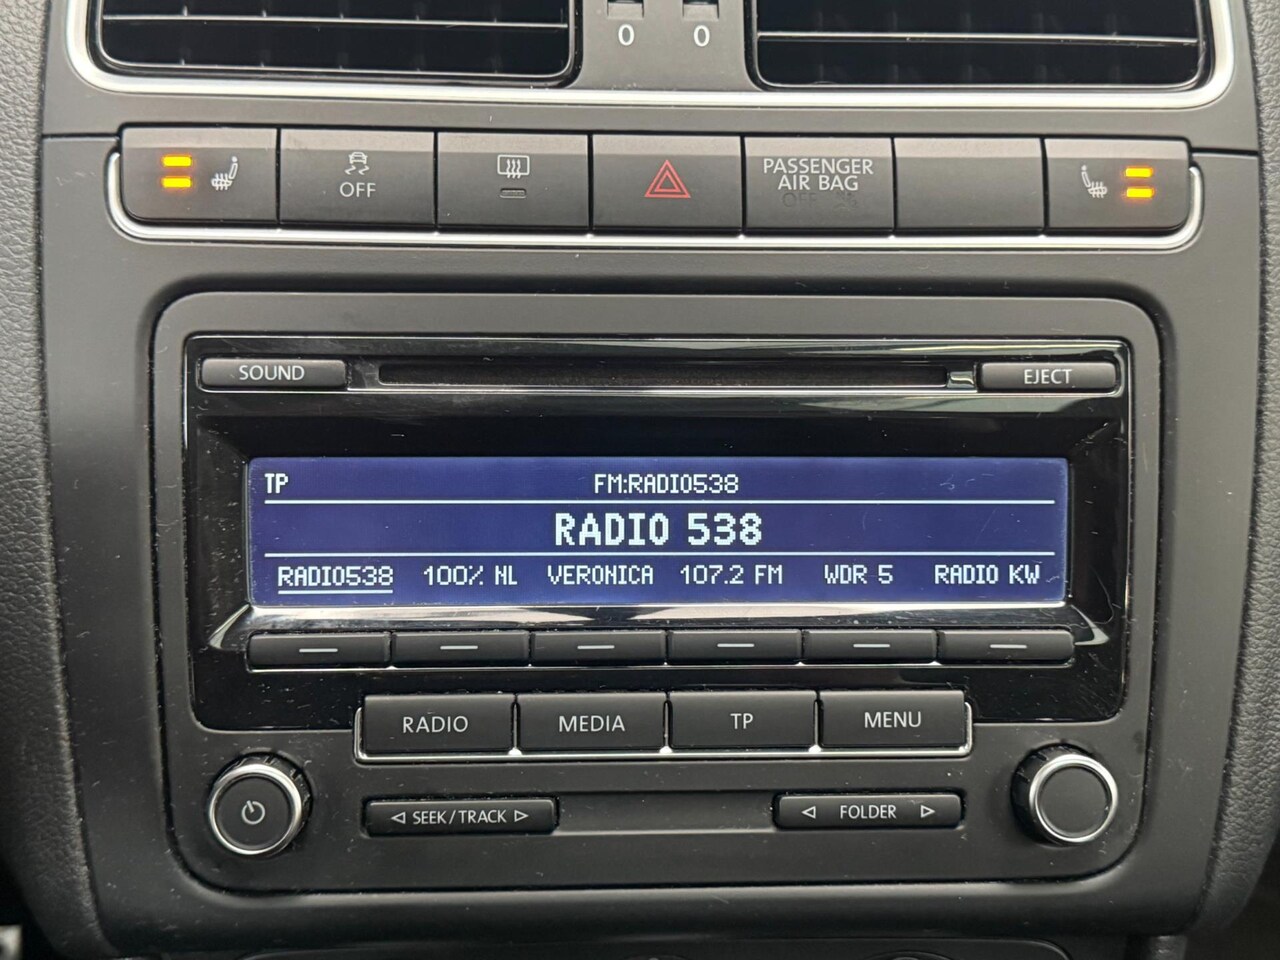 0 0
OFF
PASSENGER
AIR BAG
OFF
SOUND
EJECT
TP FM:RADIO538
RADIO 538
RADIO538 100% NL VERONICA 107.2 FM WDR 5 RADIO KW
RADIO MEDIA TP MENU
SEEK/TRACK FOLDER